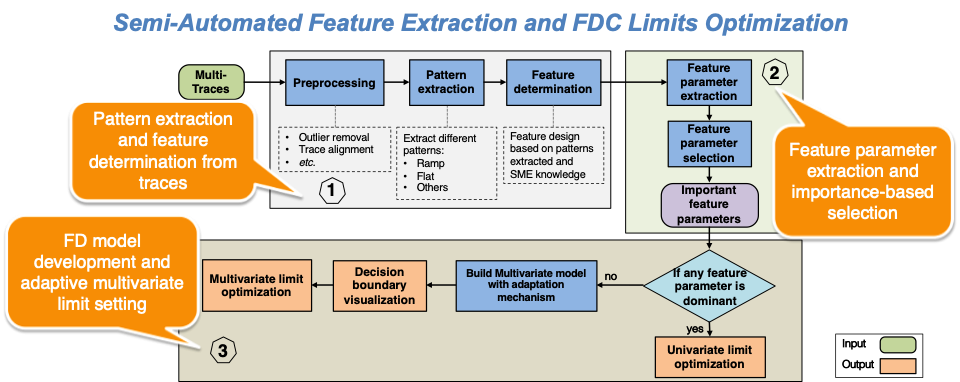 Semi-Automated Feature Extraction and FDC Limits Optimization
Multi-
Traces
Preprocessing
Pattern
extraction
Feature
determination
• Outlier removal
• Trace alignment
• etc.
Extract different
patterns:
• Ramp
• Flat
• Others
Feature design
based on patterns
extracted and
SME knowledge
1
Pattern extraction
and feature
determination from
traces
Feature
parameter
extraction
2
Feature
parameter
selection
Important
feature
parameters
Feature parameter
extraction and
importance-based
selection
FD model
development and
adaptive multivariate
limit setting
If any feature
parameter is
dominant
no
Build Multivariate model
with adaptation
mechanism
Decision
boundary
visualization
Multivariate limit
optimization
yes
Univariate limit
optimization
3
Input
Output